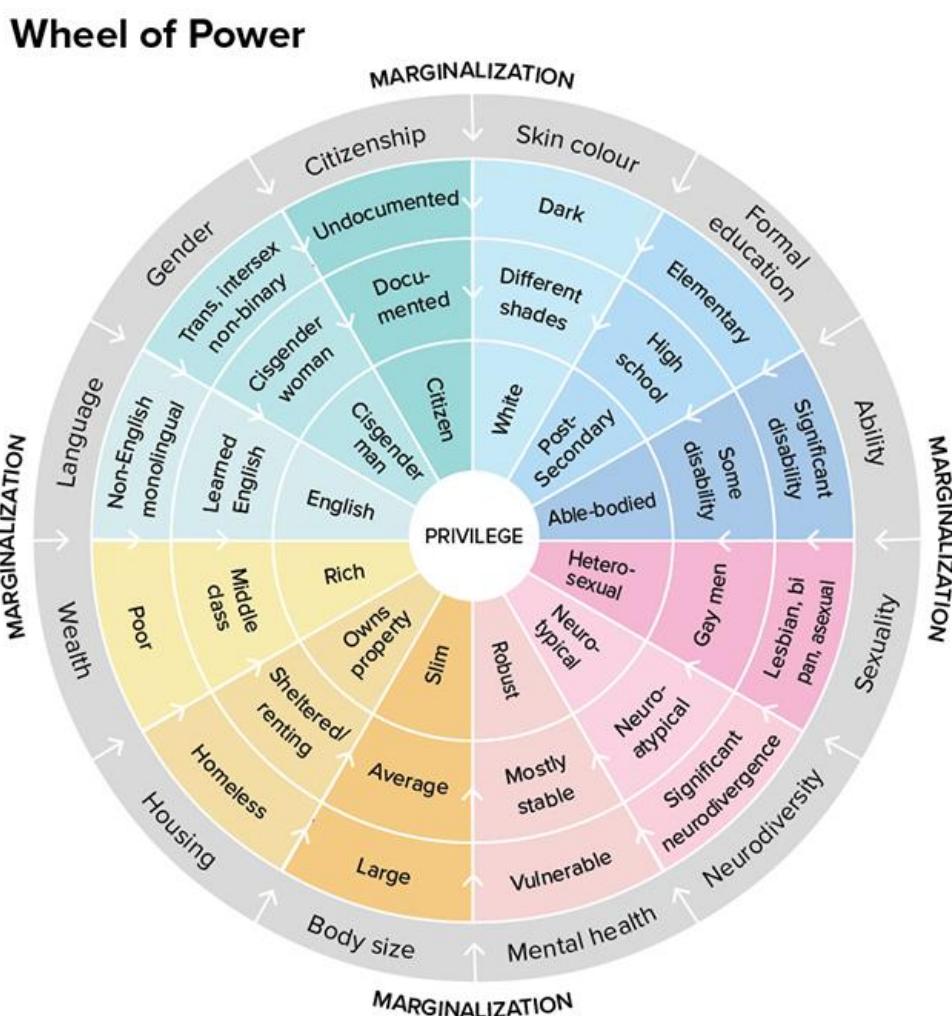 Wheel of Power
MARGINALIZATION
MARGINALIZATION
MARGINALIZATION
MARGINALIZATION
PRIVILEGE
Skin colour
Dark
Different
shades
White
Formal
education
Elementary
High
school
Post-
Secondary
Ability
Significant
disability
Some
disability
Able-bodied
Sexuality
Lesbian, bi
pan, asexual
Gay men
Hetero-
sexual
Neurodiversity
Significant
neurodivergence
Neuro-
atypical
Neuro-
typical
Mental health
Vulnerable
Mostly
stable
Robust
Body size
Large
Average
Slim
Housing
Homeless
Sheltered/
renting
Owns
property
Wealth
Poor
Middle
class
Rich
Language
Non-English
monolingual
Learned
English
English
Gender
Trans, intersex
non-binary
Cisgender
woman
Cisgender
man
Citizenship
Undocumented
Docu-
mented
Citizen